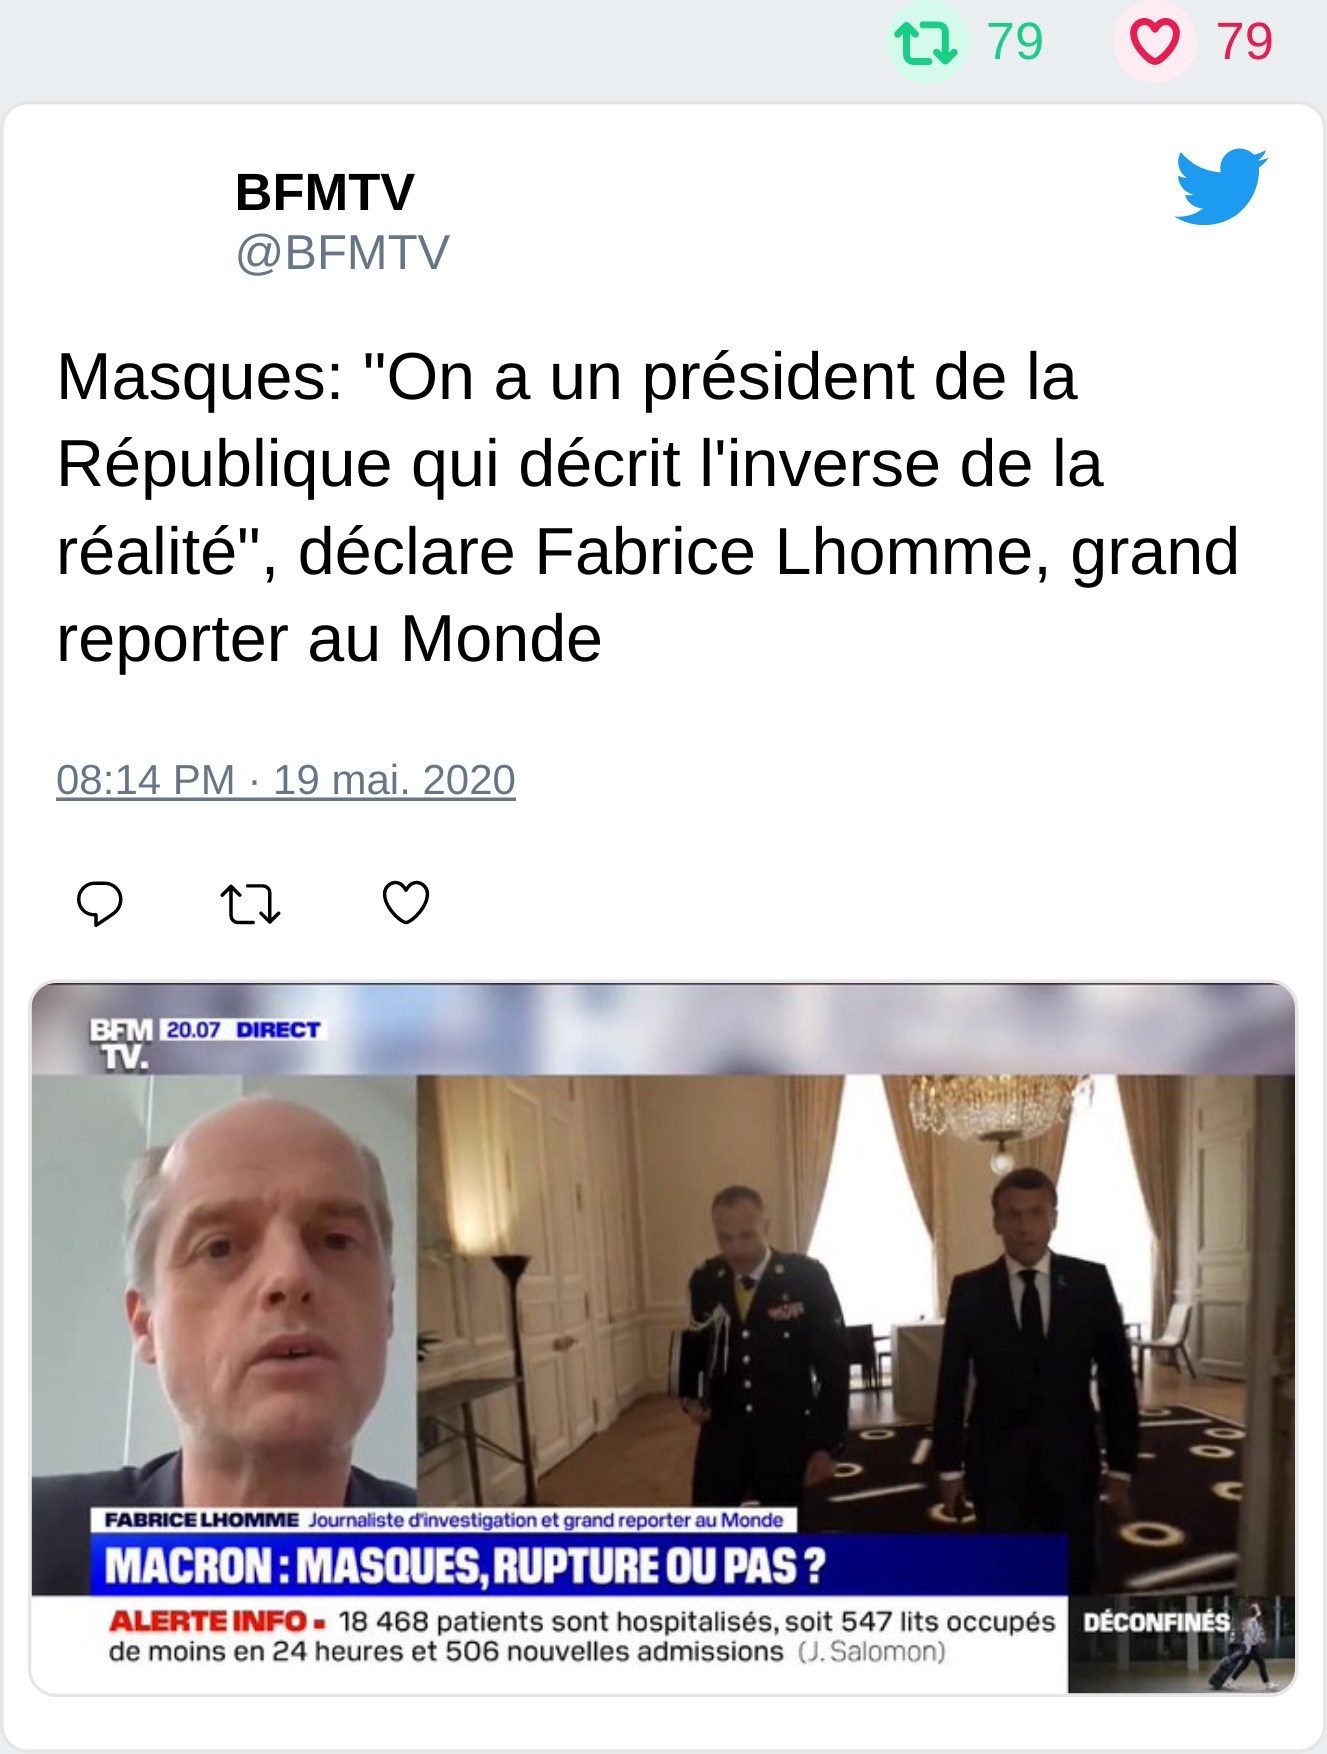 79 79
BFMTV
@BFMTV
Masques: "On a un président de la
République qui décrit l'inverse de la
réalité", déclare Fabrice Lhomme, grand
reporter au Monde
08:14 PM · 19 mai. 2020
BFM 20.07 DIRECT
TV.
FABRICE LHOMME Journaliste d'investigation et grand reporter au Monde
MACRON : MASQUES, RUPTURE OU PAS ?
ALERTE INFO ▪ 18 468 patients sont hospitalisés, soit 547 lits occupés
de moins en 24 heures et 506 nouvelles admissions (J. Salomon)
DÉCONFINÉS